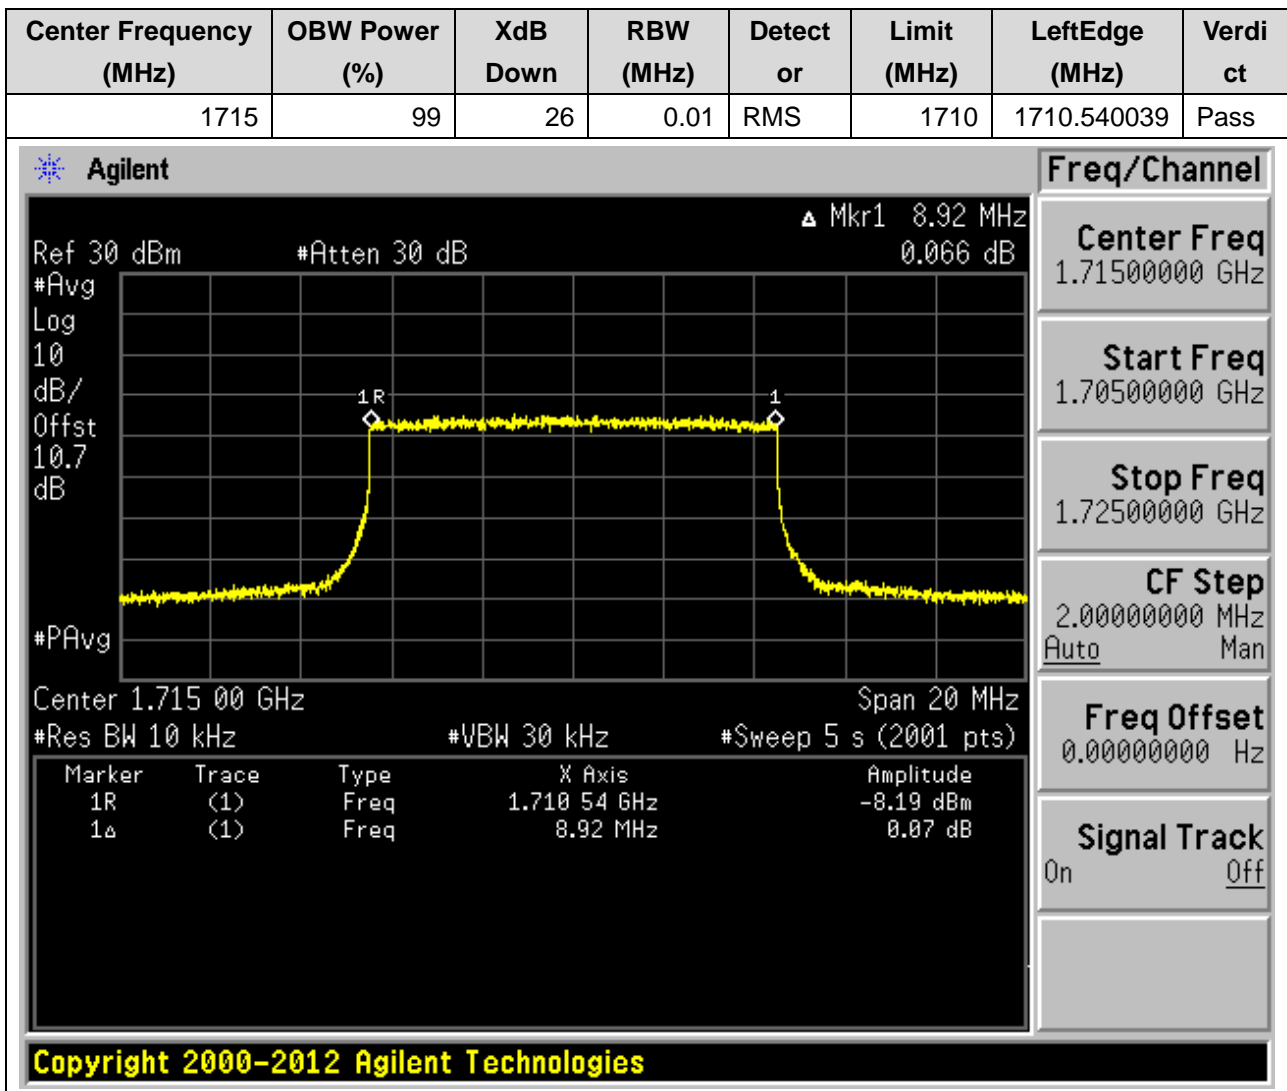 Center Frequency OBW Power XdB RBW Detect Limit LeftEdge Verdi
(MHz) (%) Down (MHz) or (MHz) (MHz) ct
1715 99 26 0.01 RMS 1710 1710.540039 Pass
Agilent Freq/Channel
Δ Mkr1 8.92 MHz
Ref 30 dBm #Atten 30 dB 0.066 dB
#Avg
Log
10
dB/
Offst
10.7
dB
1R 1
#PAvg
Center 1.715 00 GHz Span 20 MHz
#Res BW 10 kHz #VBW 30 kHz #Sweep 5 s (2001 pts)
Marker Trace Type X Axis Amplitude
1R (1) Freq 1.710 54 GHz -8.19 dBm
1Δ (1) Freq 8.92 MHz 0.07 dB
Center Freq
1.71500000 GHz
Start Freq
1.70500000 GHz
Stop Freq
1.72500000 GHz
CF Step
2.00000000 MHz
Auto Man
Freq Offset
0.00000000 Hz
Signal Track
On Off
Copyright 2000-2012 Agilent Technologies